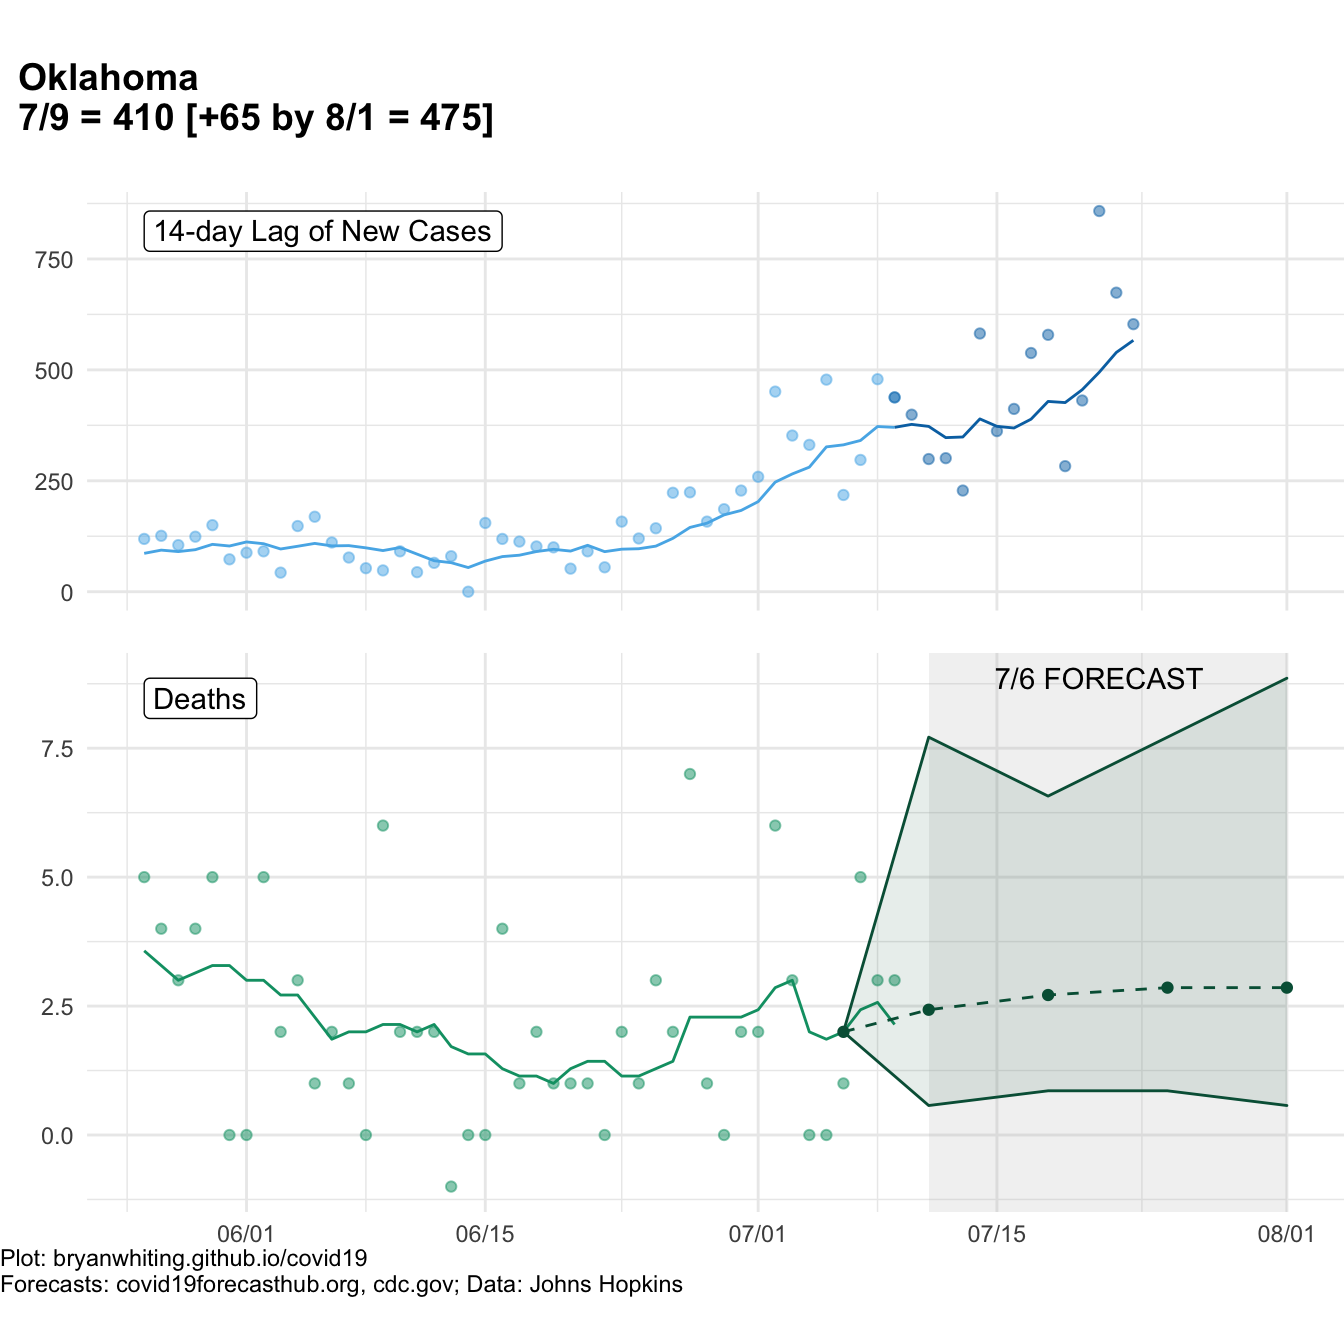 Oklahoma
7/9 = 410 [+65 by 8/1 = 475]
14-day Lag of New Cases
750
500
250
0
7/6 FORECAST
Deaths
7.5
5.0
2.5
0.0
06/01 06/15 07/01 07/15 08/01
Plot: bryanwhiting.github.io/covid19
Forecasts: covid19forecasthub.org, cdc.gov; Data: Johns Hopkins